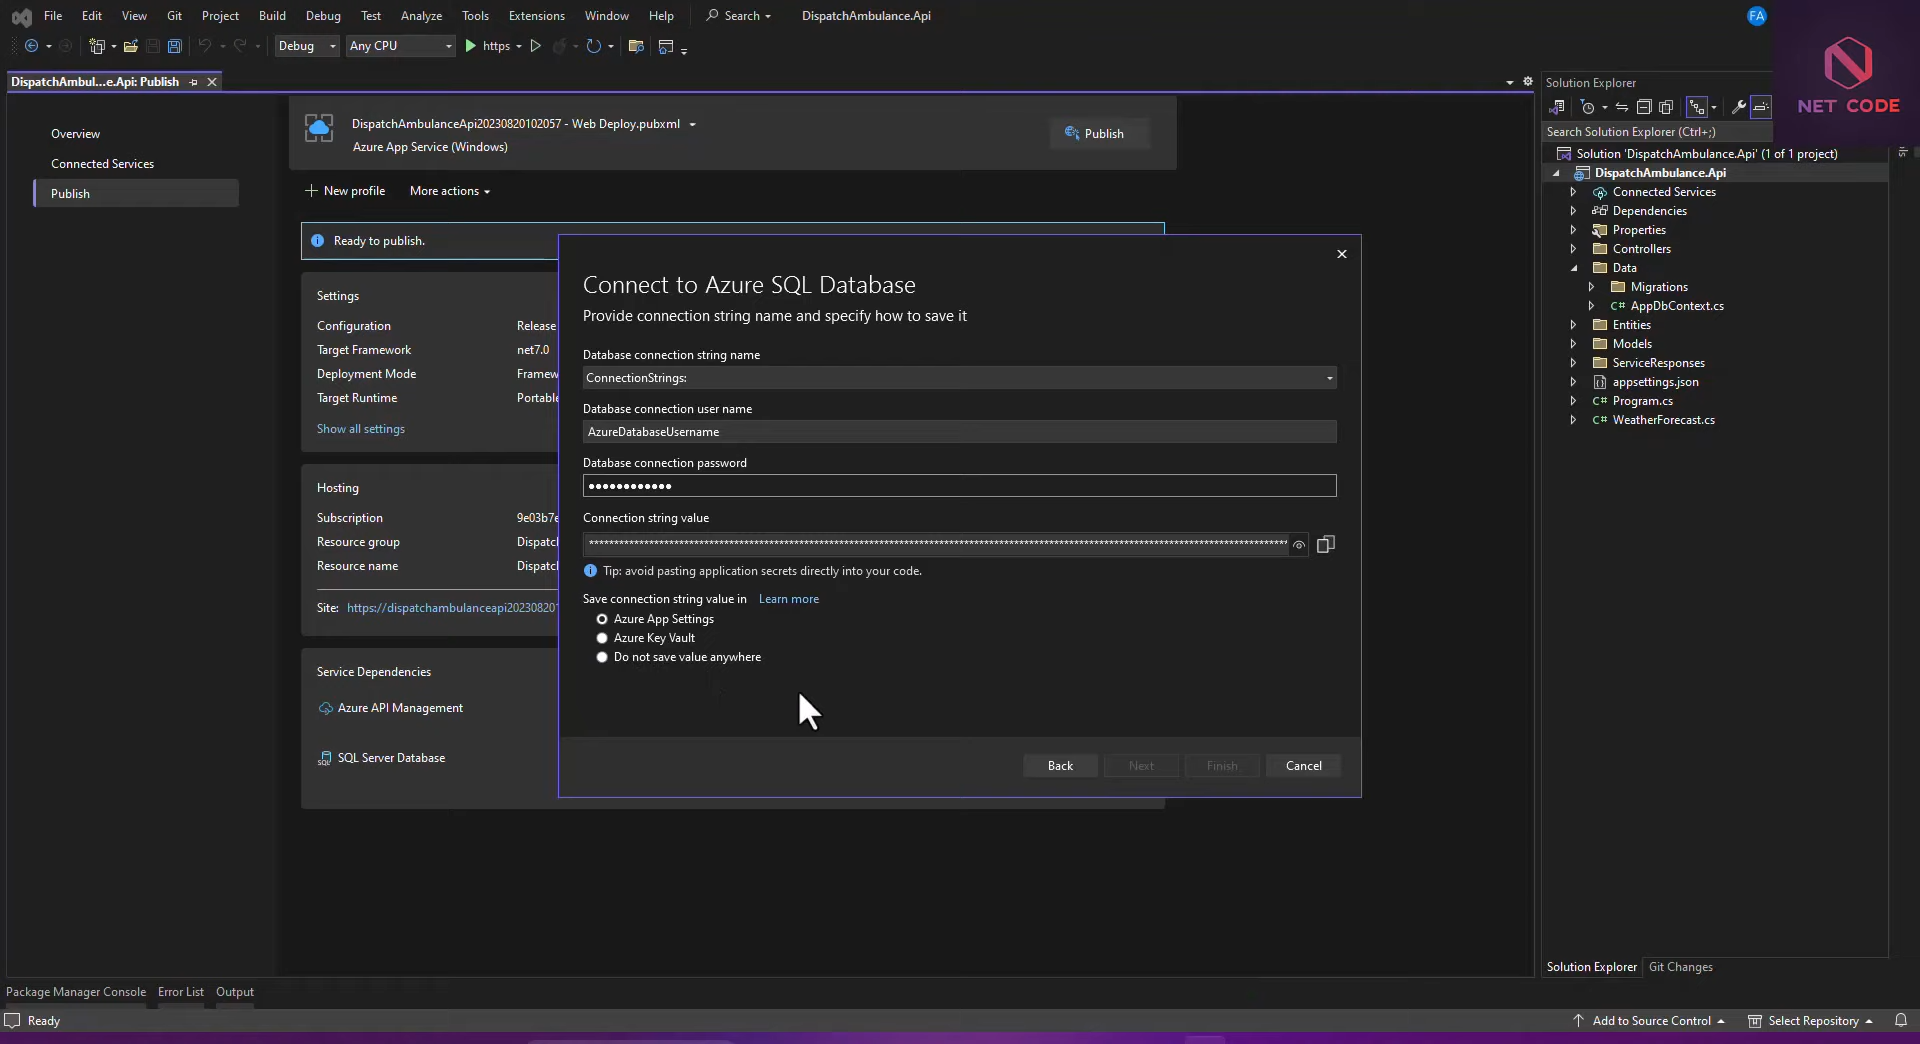 File Edit View Git Project Build Debug Test Analyze Tools Extensions Window Help Search DispatchAmbulance.Api FA
Debug Any CPU https
NET CODE
DispatchAmbul...e.Api: Publish
Overview
Connected Services
Publish
DispatchAmbulanceApi20230820102057 - Web Deploy.pubxml
Azure App Service (Windows)
Publish
New profile More actions
Ready to publish.
Settings
Configuration Release
Target Framework net7.0
Deployment Mode Framew
Target Runtime Portable
Show all settings
Hosting
Subscription 9e03b7e
Resource group Dispatc
Resource name Dispatc
Site: https://dispatchambulanceapi20230820
Service Dependencies
Azure API Management
SQL Server Database
Connect to Azure SQL Database
Provide connection string name and specify how to save it
Database connection string name
ConnectionStrings:
Database connection user name
AzureDatabaseUsername
Database connection password
Connection string value
Tip: avoid pasting application secrets directly into your code.
Save connection string value in Learn more
Azure App Settings
Azure Key Vault
Do not save value anywhere
Back Next Finish Cancel
Solution Explorer
Search Solution Explorer (Ctrl+;)
Solution 'DispatchAmbulance.Api' (1 of 1 project)
DispatchAmbulance.Api
Connected Services
Dependencies
Properties
Controllers
Data
Migrations
C# AppDbContext.cs
Entities
Models
ServiceResponses
appsettings.json
C# Program.cs
C# WeatherForecast.cs
Solution Explorer Git Changes
Package Manager Console Error List Output
Ready
Add to Source Control Select Repository